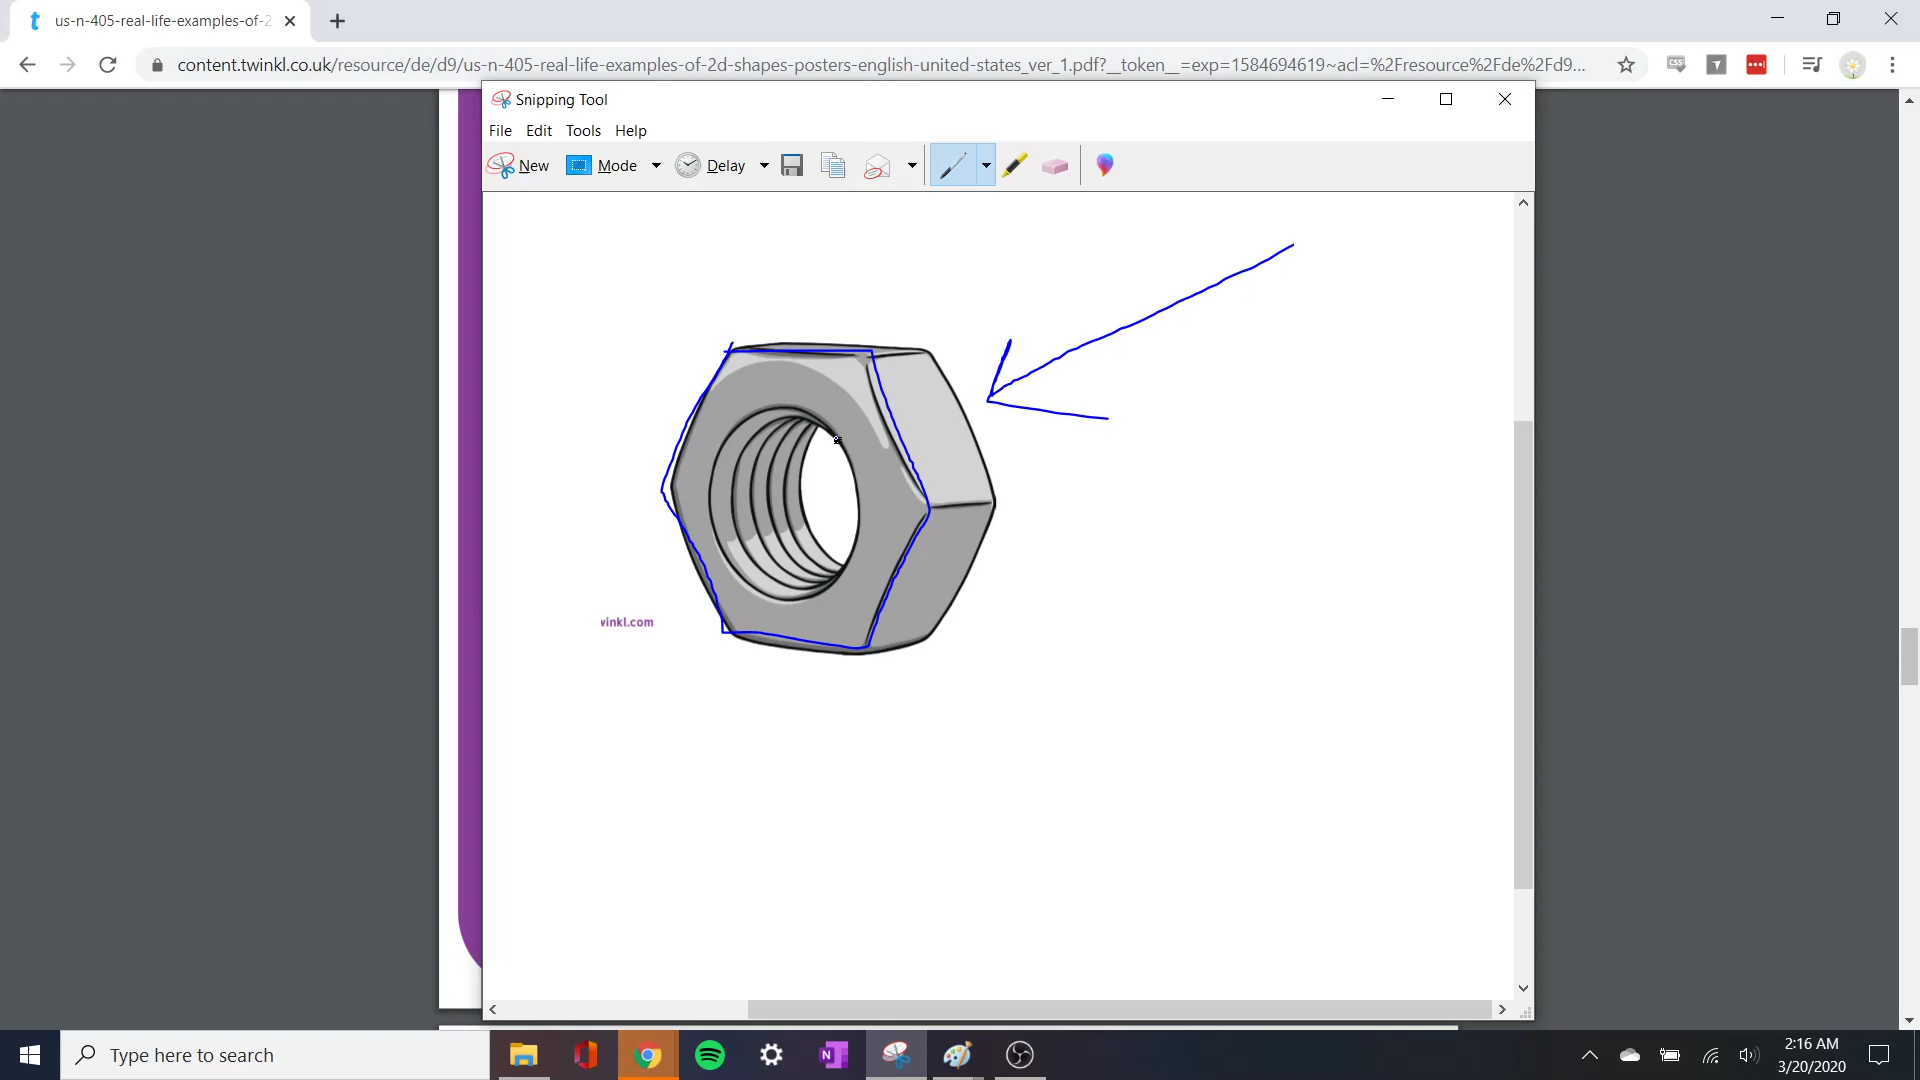 us-n-405-real-life-examples-of-2
content.twinkl.co.uk/resource/de/d9/us-n-405-real-life-examples-of-2d-shapes-posters-english-united-states_ver_1.pdf?__token__=exp=1584694619~acl=%2Fresource%2Fde%2Fd9...
CSS
Snipping Tool
File Edit Tools Help
New Mode Delay
winkl.com
Type here to search
N
2:16 AM
3/20/2020